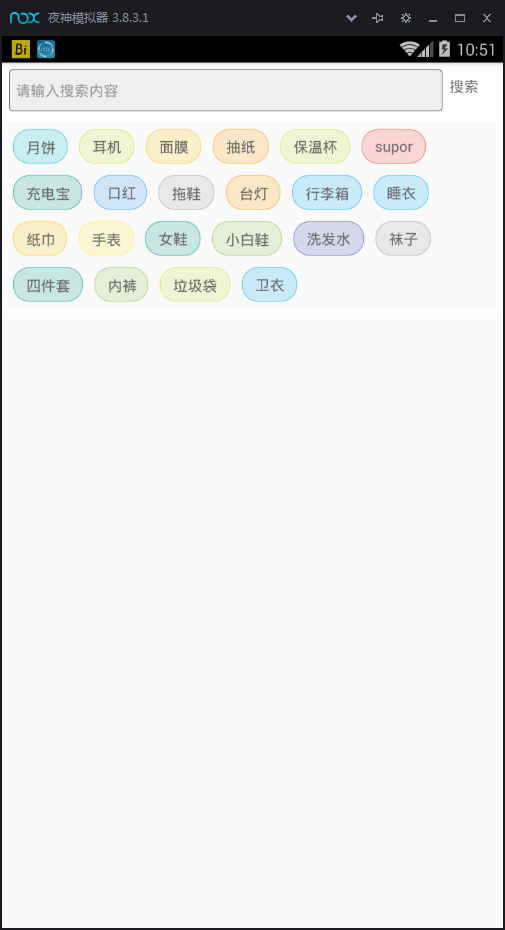 nox 夜神模拟器 3.8.3.1
Bi 10:51
请输入搜索内容 搜索
月饼 耳机 面膜 抽纸 保温杯 supor
充电宝 口红 拖鞋 台灯 行李箱 睡衣
纸巾 手表 女鞋 小白鞋 洗发水 袜子
四件套 内裤 垃圾袋 卫衣